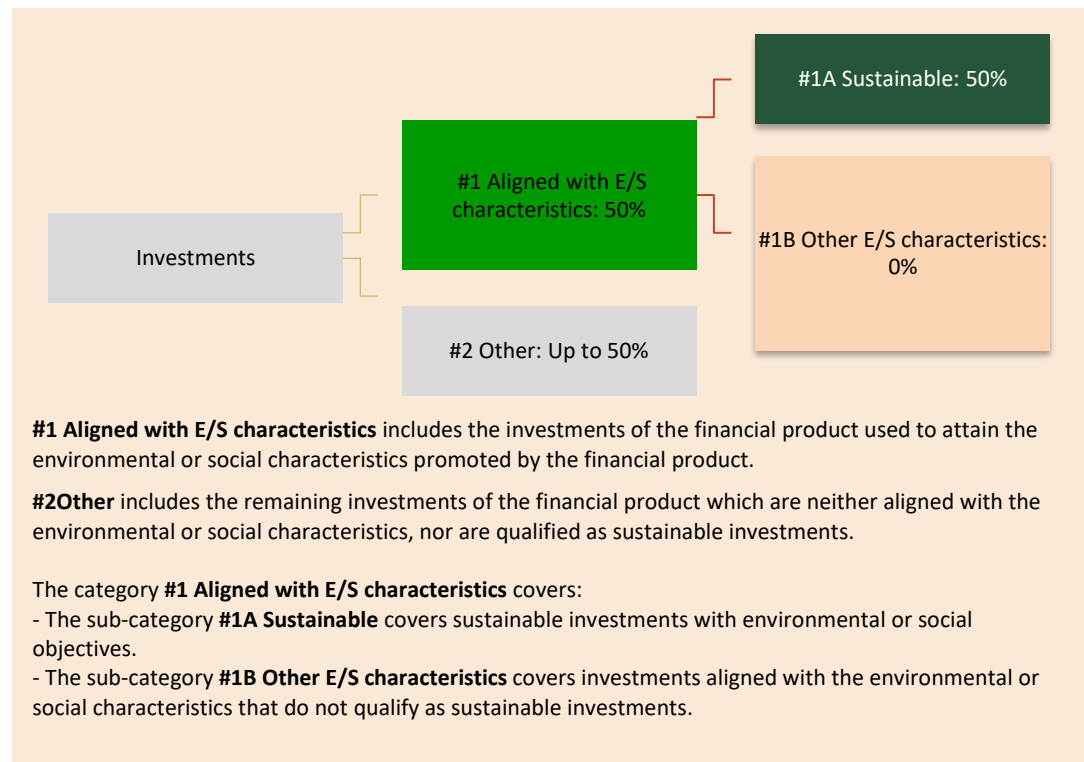 #1A Sustainable: 50%
#1 Aligned with E/S
characteristics: 50%
Investments
#1B Other E/S characteristics:
0%
#2 Other: Up to 50%
#1 Aligned with E/S characteristics includes the investments of the financial product used to attain the
environmental or social characteristics promoted by the financial product.
#2Other includes the remaining investments of the financial product which are neither aligned with the
environmental or social characteristics, nor are qualified as sustainable investments.
The category #1 Aligned with E/S characteristics covers:
- The sub-category #1A Sustainable covers sustainable investments with environmental or social
objectives.
- The sub-category #1B Other E/S characteristics covers investments aligned with the environmental or
social characteristics that do not qualify as sustainable investments.